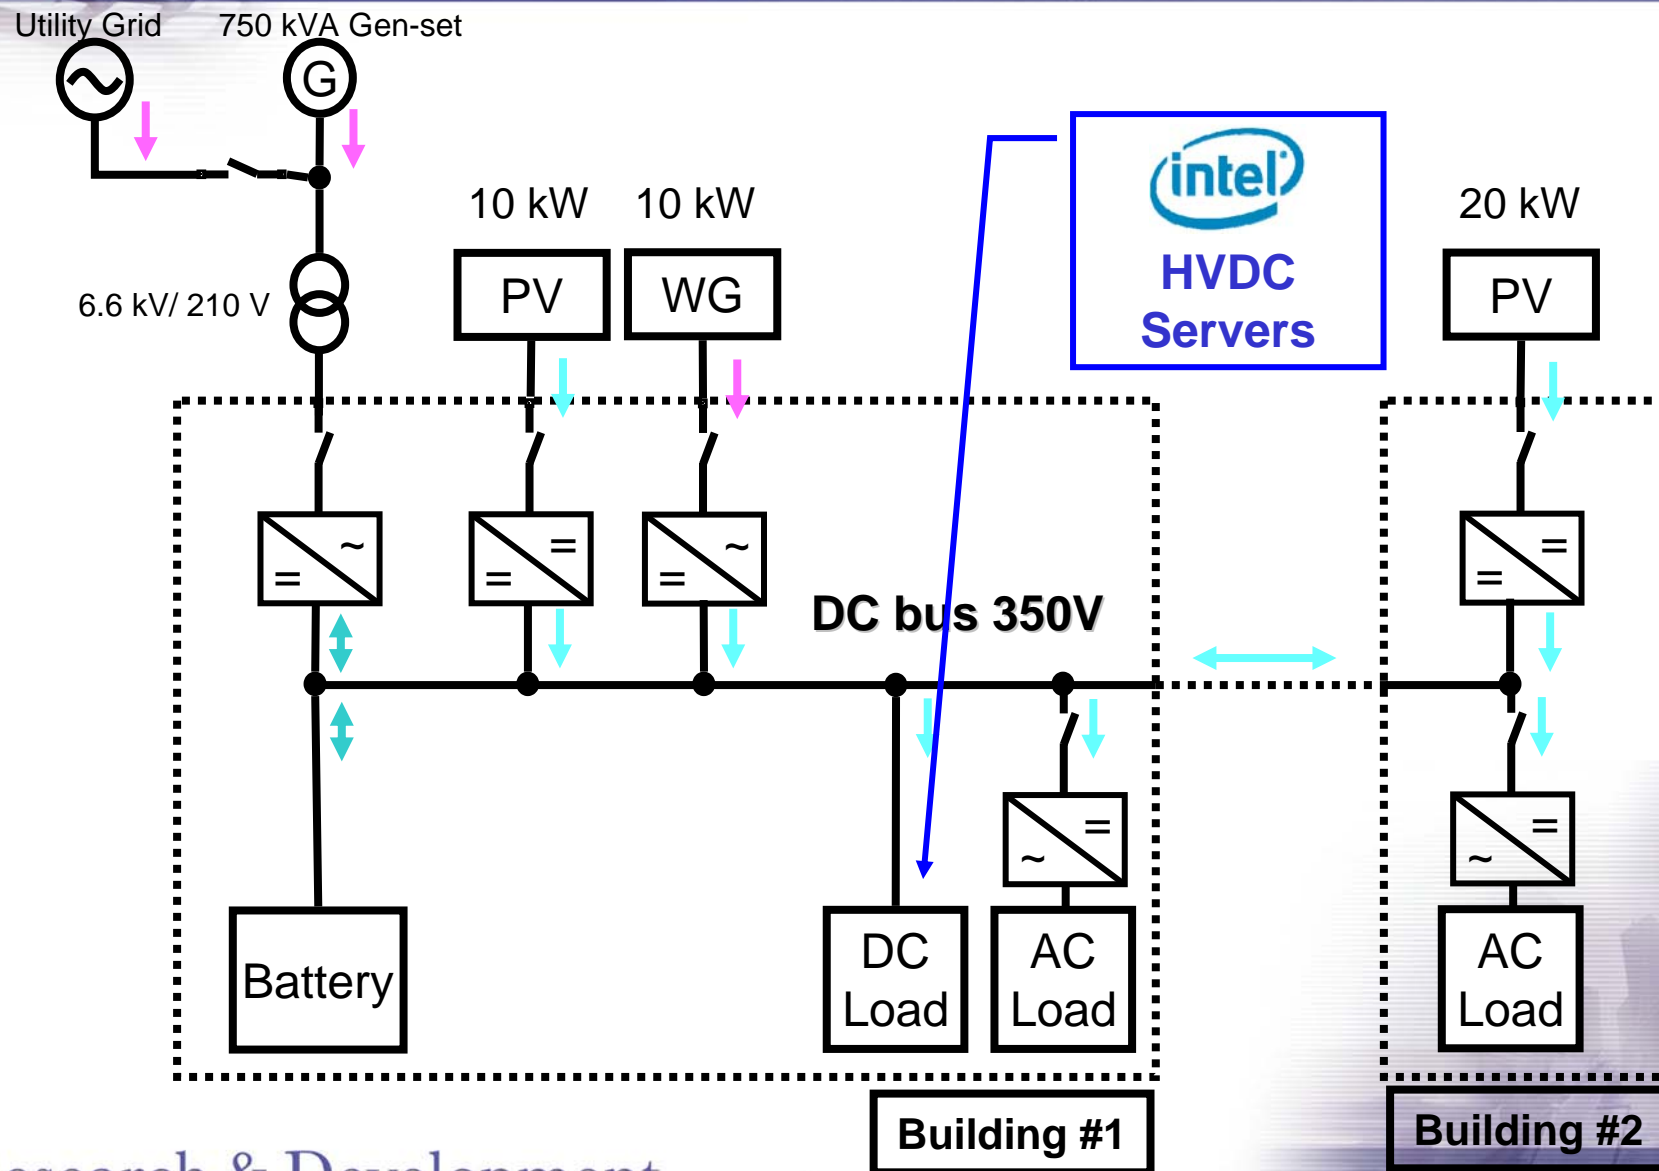 Utility Grid
750 kVA Gen-set
G
intel
HVDC
Servers
10 kW
10 kW
20 kW
PV
WG
PV
6.6 kV/ 210 V
~
=
=
=
~
=
=
=
DC bus 350V
=
~
=
~
Battery
DC
Load
AC
Load
AC
Load
Building #1
Building #2
& Development